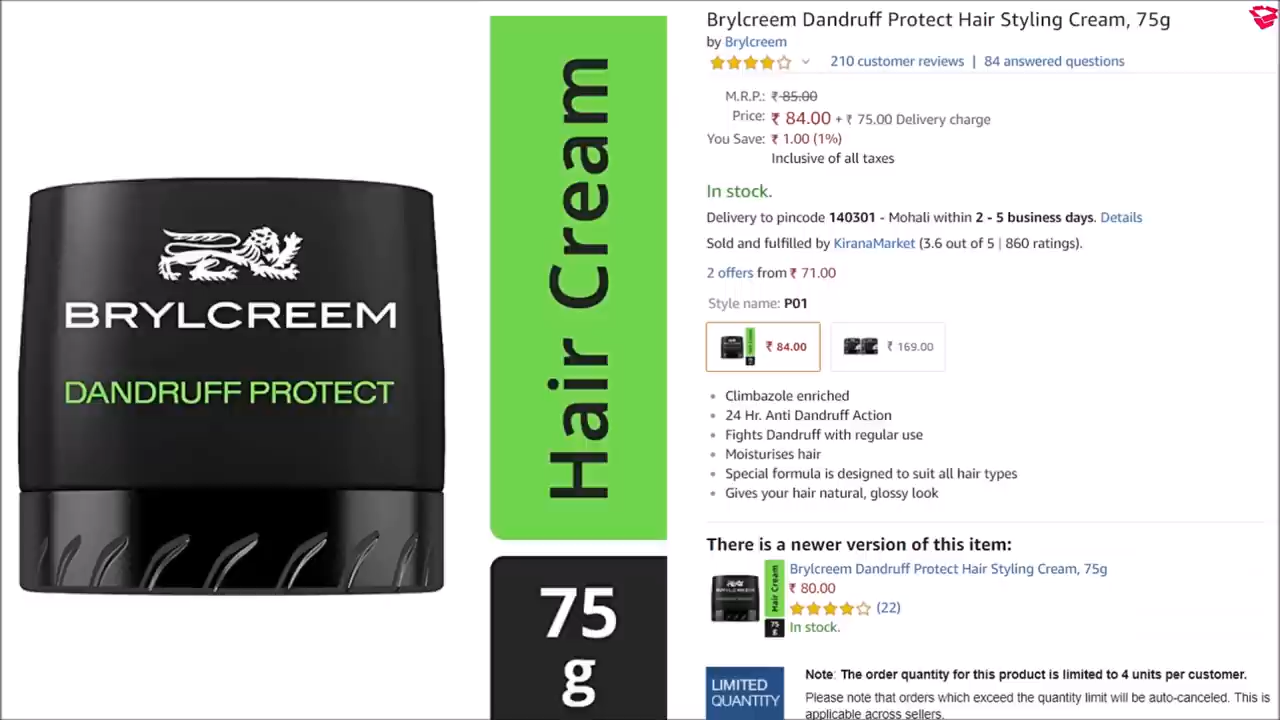 BRYLCREEM
DANDRUFF PROTECT
Hair Cream
75
g
Brylcreem Dandruff Protect Hair Styling Cream, 75g
by Brylcreem
210 customer reviews | 84 answered questions
M.R.P.: ₹ 85.00
Price: ₹ 84.00 + ₹ 75.00 Delivery charge
You Save: ₹ 1.00 (1%)
Inclusive of all taxes
In stock.
Delivery to pincode 140301 - Mohali within 2 - 5 business days. Details
Sold and fulfilled by KiranaMarket (3.6 out of 5 | 860 ratings).
2 offers from ₹ 71.00
Style name: P01
₹ 84.00
₹ 169.00
Climbazole enriched
24 Hr. Anti Dandruff Action
Fights Dandruff with regular use
Moisturises hair
Special formula is designed to suit all hair types
Gives your hair natural, glossy look
There is a newer version of this item:
BRYLCREEM
Hair Cream
75
g
Brylcreem Dandruff Protect Hair Styling Cream, 75g
₹ 80.00
(22)
In stock.
LIMITED
QUANTITY
Note: The order quantity for this product is limited to 4 units per customer.
Please note that orders which exceed the quantity limit will be auto-canceled. This is
applicable across sellers.